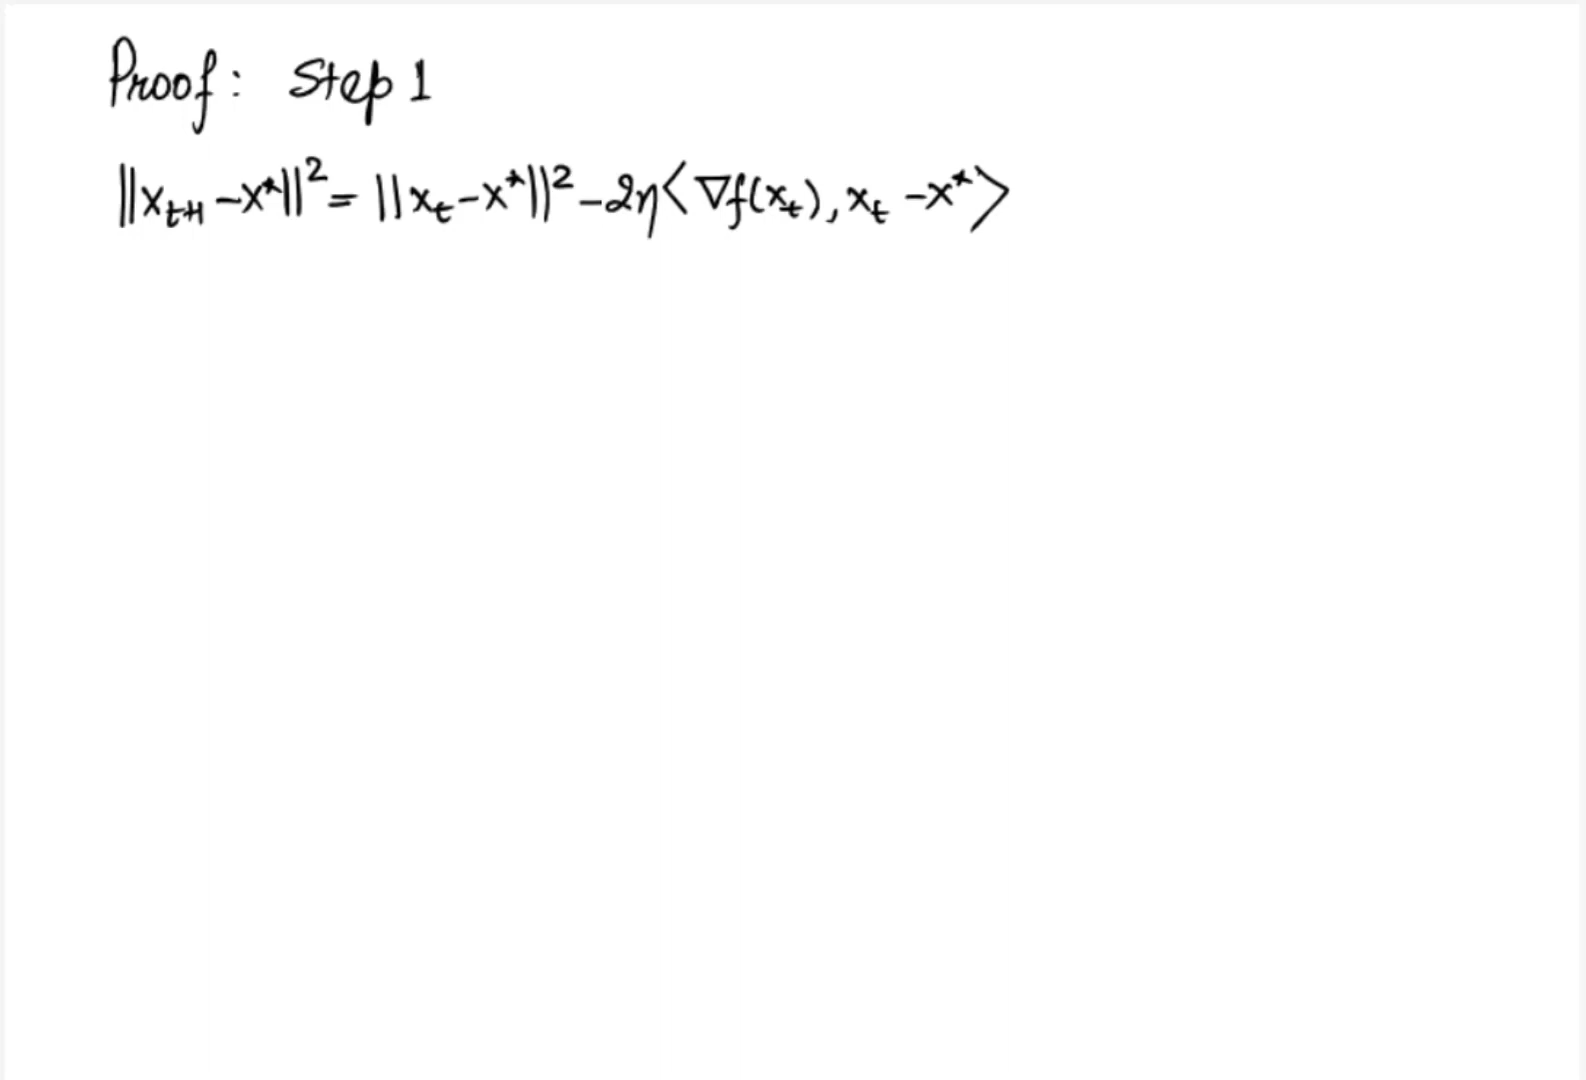 Proof: Step 1
||x_{t+1} - x*||² = ||x_t - x*||² - 2η⟨∇f(x_t), x_t - x*⟩